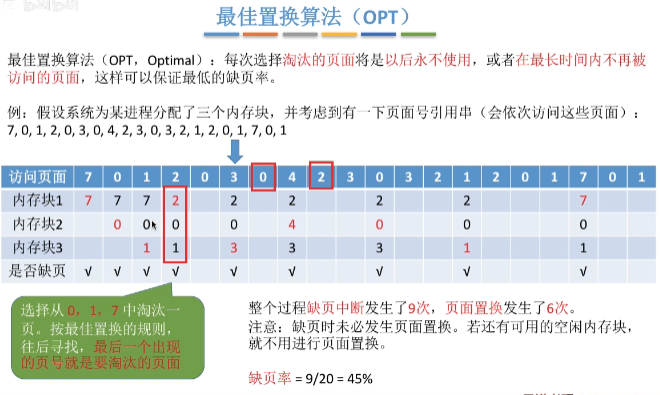 最佳置换算法（OPT）
最佳置换算法（OPT，Optimal）：每次选择淘汰的页面将是以后永不使用，或者在最长时间内不再被
访问的页面，这样可以保证最低的缺页率。
例：假设系统为某进程分配了三个内存块，并考虑到有一下页面号引用串（会依次访问这些页面）：
7, 0, 1, 2, 0, 3, 0, 4, 2, 3, 0, 3, 2, 1, 2, 0, 1, 7, 0, 1
访问页面 7 0 1 2 0 3 0 4 2 3 0 3 2 1 2 0 1 7 0 1
内存块1 7 7 7 2 2 2 2 2 7
内存块2 0 0 0 0 4 0 0 0
内存块3 1 1 3 3 3 1 1
是否缺页 √ √ √ √ √ √ √ √ √
选择从 0，1，7 中淘汰一
页。按最佳置换的规则，
往后寻找，最后一个出现
的页号就是要淘汰的页面
整个过程缺页中断发生了9次，页面置换发生了6次。
注意：缺页时未必发生页面置换。若还有可用的空闲内存块，
就不用进行页面置换。
缺页率 = 9/20 = 45%